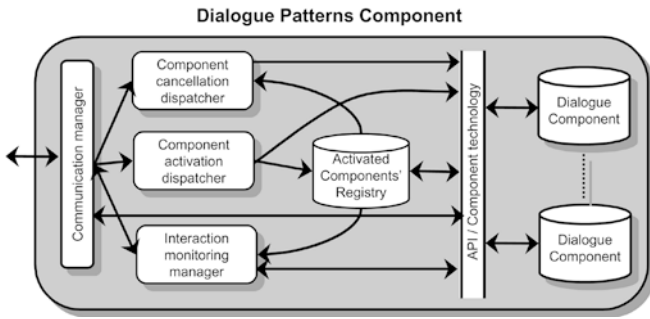 Dialogue Patterns Component
Communication manager
Component
cancellation
dispatcher
Component
activation
dispatcher
Interaction
monitoring
manager
Activated
Components'
Registry
API / Component technology
Dialogue
Component
Dialogue
Component